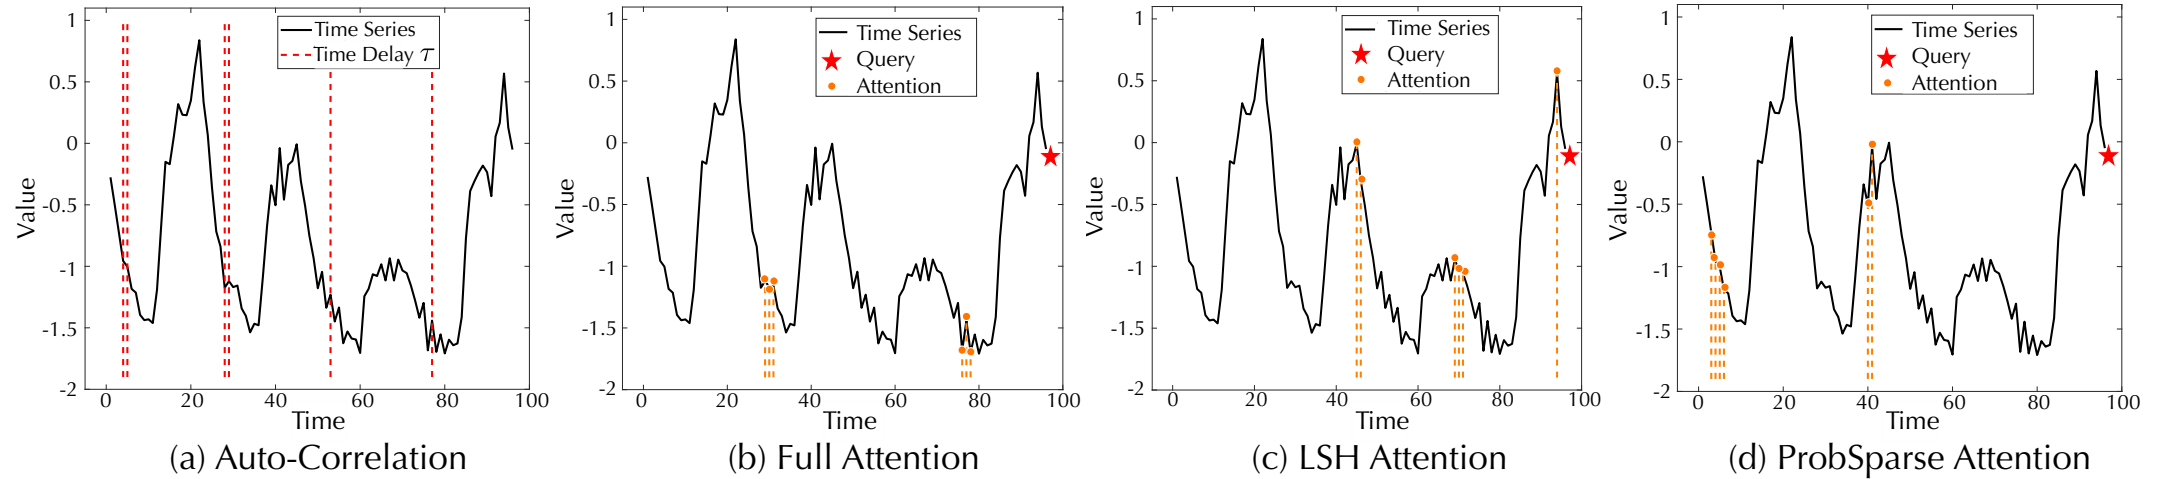 1
0.5
0
-0.5
-1
-1.5
-2
0
20
40
60
80
100
Value
Time
Time Series
Time Delay τ
(a) Auto-Correlation
1
0.5
0
-0.5
-1
-1.5
-2
0
20
40
60
80
100
Value
Time
Time Series
Query
Attention
(b) Full Attention
1
0.5
0
-0.5
-1
-1.5
-2
0
20
40
60
80
100
Value
Time
Time Series
Query
Attention
(c) LSH Attention
1
0.5
0
-0.5
-1
-1.5
-2
0
20
40
60
80
100
Value
Time
Time Series
Query
Attention
(d) ProbSparse Attention